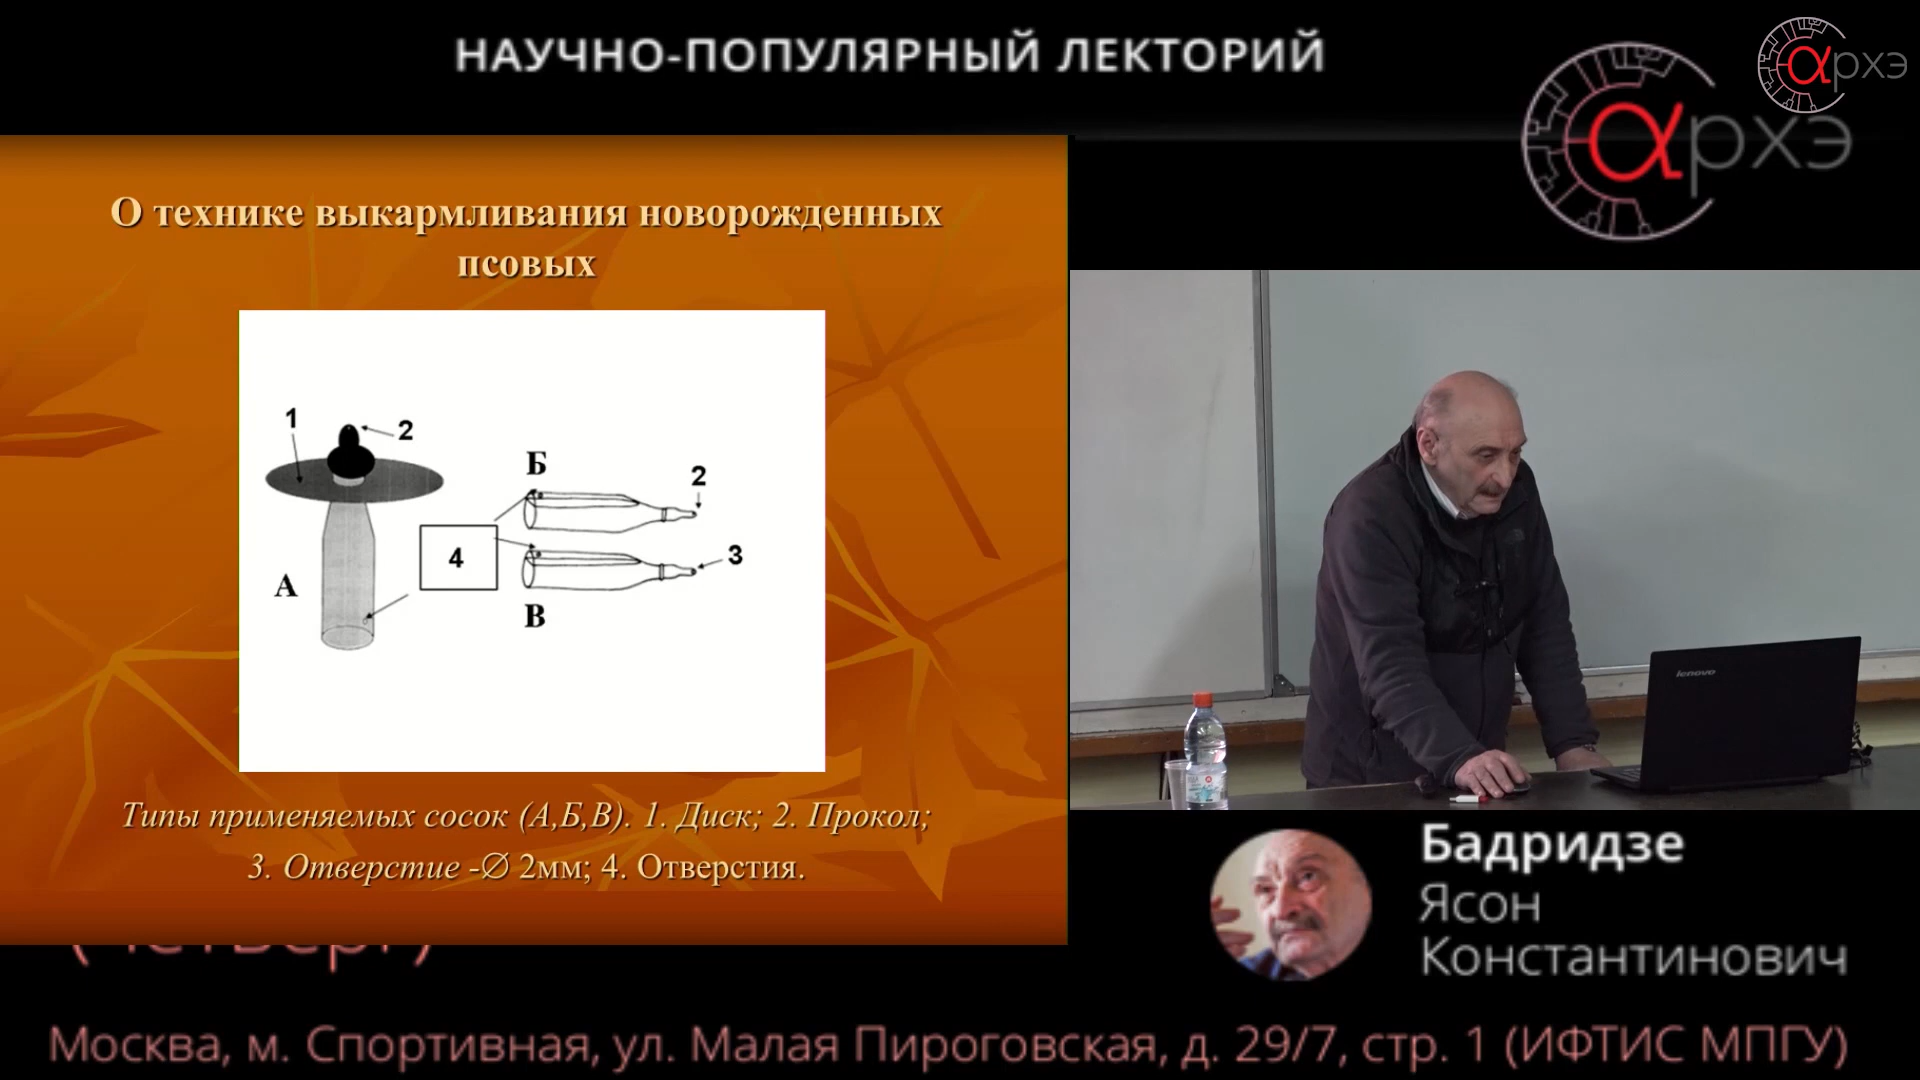 НАУЧНО-ПОПУЛЯРНЫЙ ЛЕКТОРИЙ
αрхэ
αрхэ
О технике выкармливания новорожденных
псовых
1
2
Б
2
4
3
А
В
Типы применяемых сосок (А,Б,В). 1. Диск; 2. Прокол;
3. Отверстие -∅ 2мм; 4. Отверстия.
lenovo
Бадридзе
Ясон
Константинович
Москва, м. Спортивная, ул. Малая Пироговская, д. 29/7, стр. 1 (ИФТИС МПГУ)